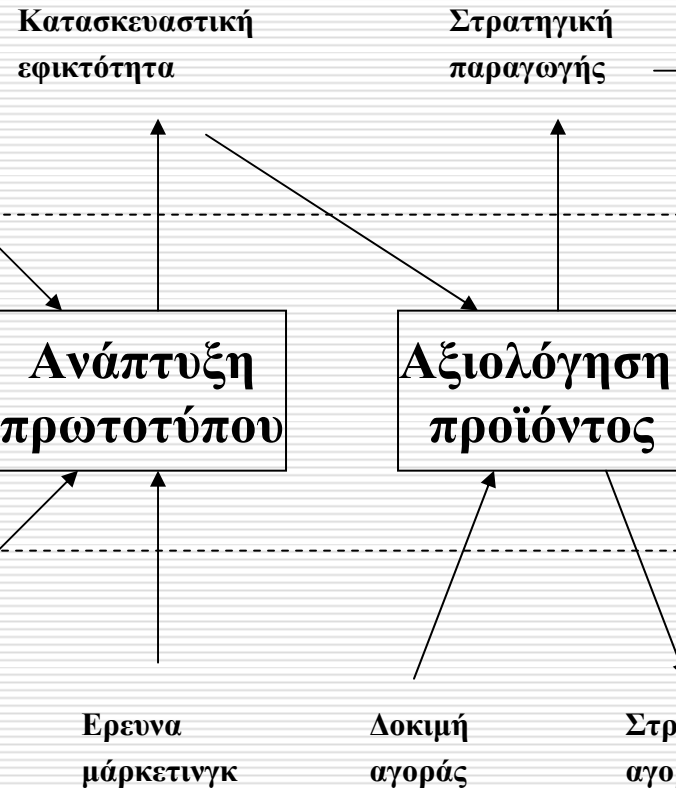 Κατασκευαστική
εφικτότητα
Στρατηγική
παραγωγής
Ανάπτυξη
πρωτοτύπου
Αξιολόγηση
προϊόντος
Ερευνα
μάρκετινγκ
Δοκιμή
αγοράς